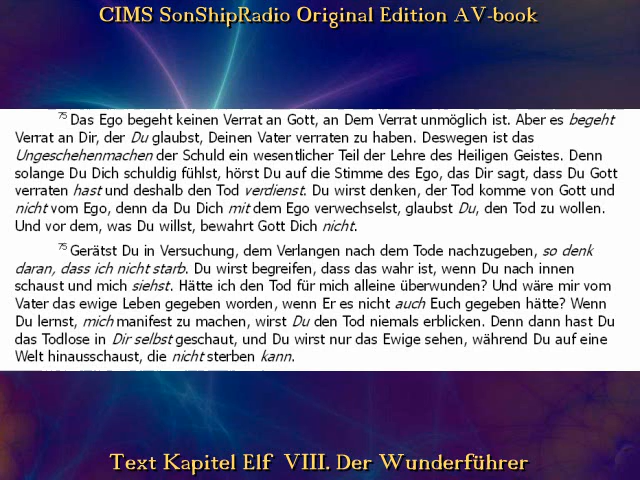 CIMS SonShipRadio Original Edition AV-book
75 Das Ego begeht keinen Verrat an Gott, an Dem Verrat unmöglich ist. Aber es begeht
Verrat an Dir, der Du glaubst, Deinen Vater verraten zu haben. Deswegen ist das
Ungeschehenmachen der Schuld ein wesentlicher Teil der Lehre des Heiligen Geistes. Denn
solange Du Dich schuldig fühlst, hörst Du auf die Stimme des Ego, das Dir sagt, dass Du Gott
verraten hast und deshalb den Tod verdienst. Du wirst denken, der Tod komme von Gott und
nicht vom Ego, denn da Du Dich mit dem Ego verwechselst, glaubst Du, den Tod zu wollen.
Und vor dem, was Du willst, bewahrt Gott Dich nicht.
75 Gerätst Du in Versuchung, dem Verlangen nach dem Tode nachzugeben, so denk
daran, dass ich nicht starb. Du wirst begreifen, dass das wahr ist, wenn Du nach innen
schaust und mich siehst. Hätte ich den Tod für mich alleine überwunden? Und wäre mir vom
Vater das ewige Leben gegeben worden, wenn Er es nicht auch Euch gegeben hätte? Wenn
Du lernst, mich manifest zu machen, wirst Du den Tod niemals erblicken. Denn dann hast Du
das Todlose in Dir selbst geschaut, und Du wirst nur das Ewige sehen, während Du auf eine
Welt hinausschaust, die nicht sterben kann.
Text Kapitel Elf VIII. Der Wunderführer